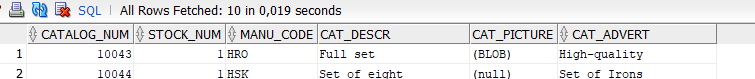 SQL | All Rows Fetched: 10 in 0,019 seconds
CATALOG_NUM STOCK_NUM MANU_CODE CAT_DESCR CAT_PICTURE CAT_ADVERT
1 10043 1 HRO Full set (BLOB) High-quality
2 10044 1 HSK Set of eight (null) Set of Irons